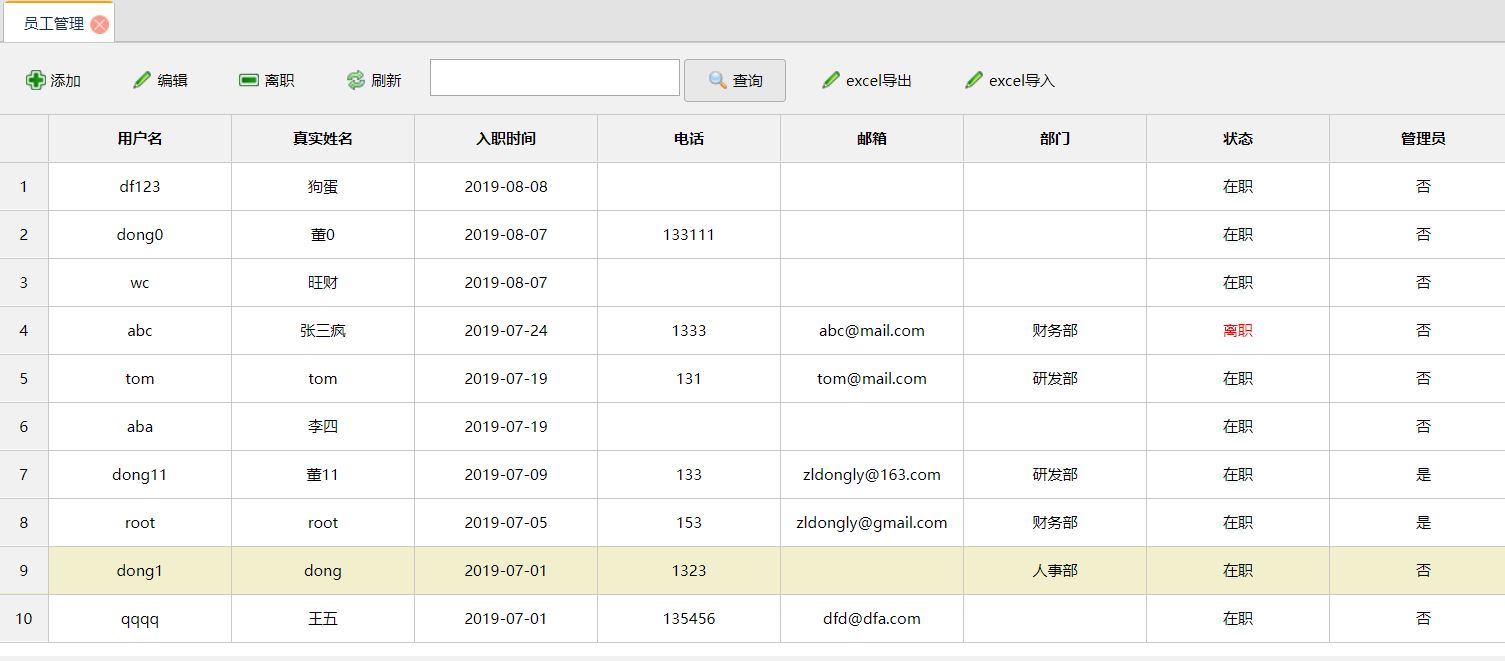 员工管理
添加 编辑 离职 刷新 查询 excel导出 excel导入
用户名 真实姓名 入职时间 电话 邮箱 部门 状态 管理员
1 df123 狗蛋 2019-08-08 在职 否
2 dong0 董0 2019-08-07 133111 在职 否
3 wc 旺财 2019-08-07 在职 否
4 abc 张三疯 2019-07-24 1333 abc@mail.com 财务部 离职 否
5 tom tom 2019-07-19 131 tom@mail.com 研发部 在职 否
6 aba 李四 2019-07-19 在职 否
7 dong11 董11 2019-07-09 133 zldongly@163.com 研发部 在职 是
8 root root 2019-07-05 153 zldongly@gmail.com 财务部 在职 是
9 dong1 dong 2019-07-01 1323 人事部 在职 否
10 qqqq 王五 2019-07-01 135456 dfd@dfa.com 在职 否